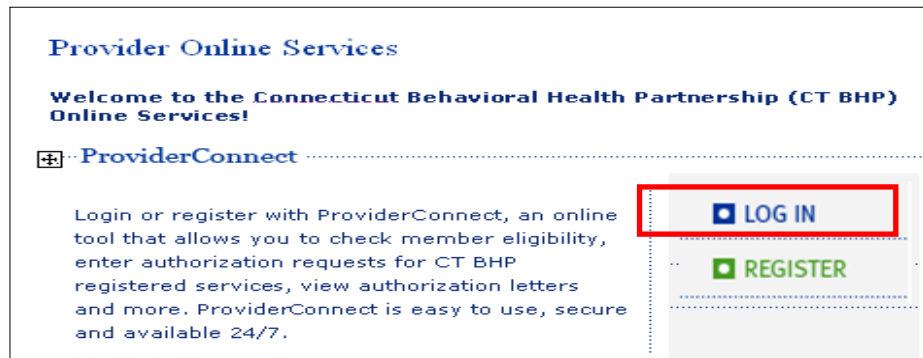 Provider Online Services
Welcome to the Connecticut Behavioral Health Partnership (CT BHP)
Online Services!
ProviderConnect
Login or register with ProviderConnect, an online
tool that allows you to check member eligibility,
enter authorization requests for CT BHP
registered services, view authorization letters
and more. ProviderConnect is easy to use, secure
and available 24/7.
LOG IN
REGISTER